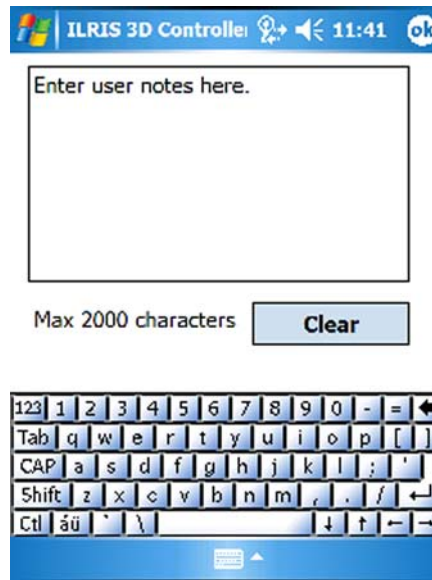 ILRIS 3D Controlle 11:41 ok
Enter user notes here.
Max 2000 characters Clear
123 1 2 3 4 5 6 7 8 9 0 - = ←
Tab q w e r t y u i o p [ ]
CAP a s d f g h j k l ; '
Shift z x c v b n m , . / ↵
Ctl áü ` \ ↓ ↑ ← →